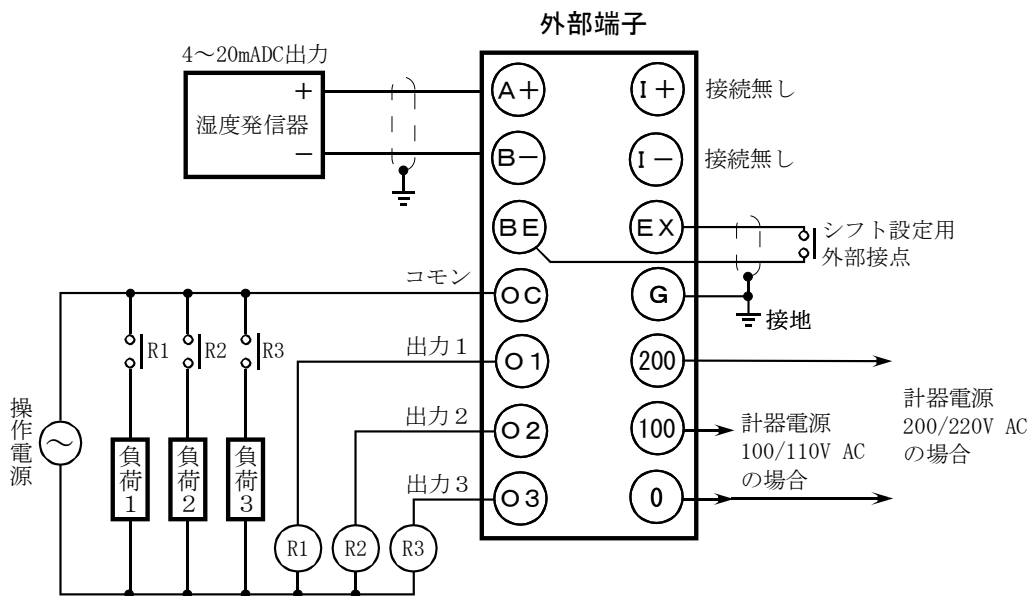 外部端子
4～20mADC出力
＋
湿度発信器
－
A＋
I＋
接続無し
B－
I－
接続無し
BE
EX
シフト設定用
外部接点
コモン
OC
G
接地
R1
R2
R3
出力1
O1
200
操作電源
～
負荷1
負荷2
負荷3
出力2
O2
100
計器電源
100/110V AC
の場合
計器電源
200/220V AC
の場合
出力3
O3
0
R1
R2
R3